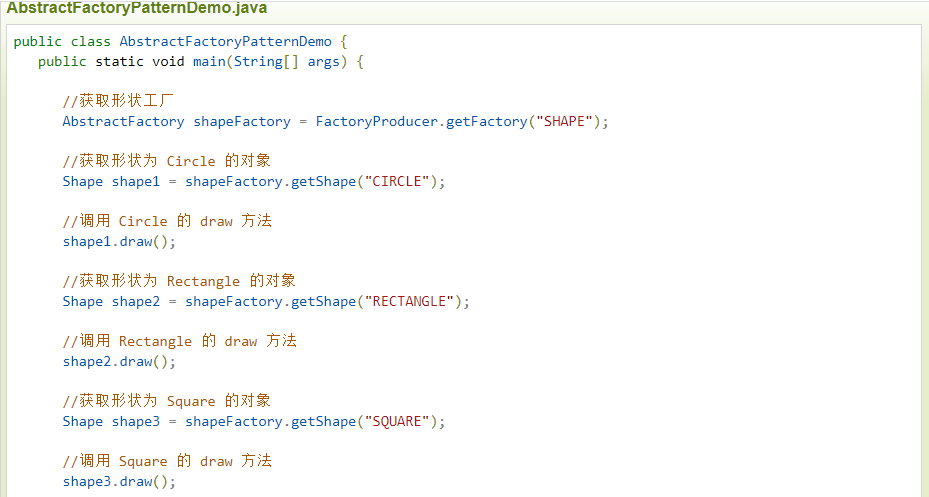 AbstractFactoryPatternDemo.java
public class AbstractFactoryPatternDemo {
public static void main(String[] args) {
//获取形状工厂
AbstractFactory shapeFactory = FactoryProducer.getFactory("SHAPE");
//获取形状为 Circle 的对象
Shape shape1 = shapeFactory.getShape("CIRCLE");
//调用 Circle 的 draw 方法
shape1.draw();
//获取形状为 Rectangle 的对象
Shape shape2 = shapeFactory.getShape("RECTANGLE");
//调用 Rectangle 的 draw 方法
shape2.draw();
//获取形状为 Square 的对象
Shape shape3 = shapeFactory.getShape("SQUARE");
//调用 Square 的 draw 方法
shape3.draw();